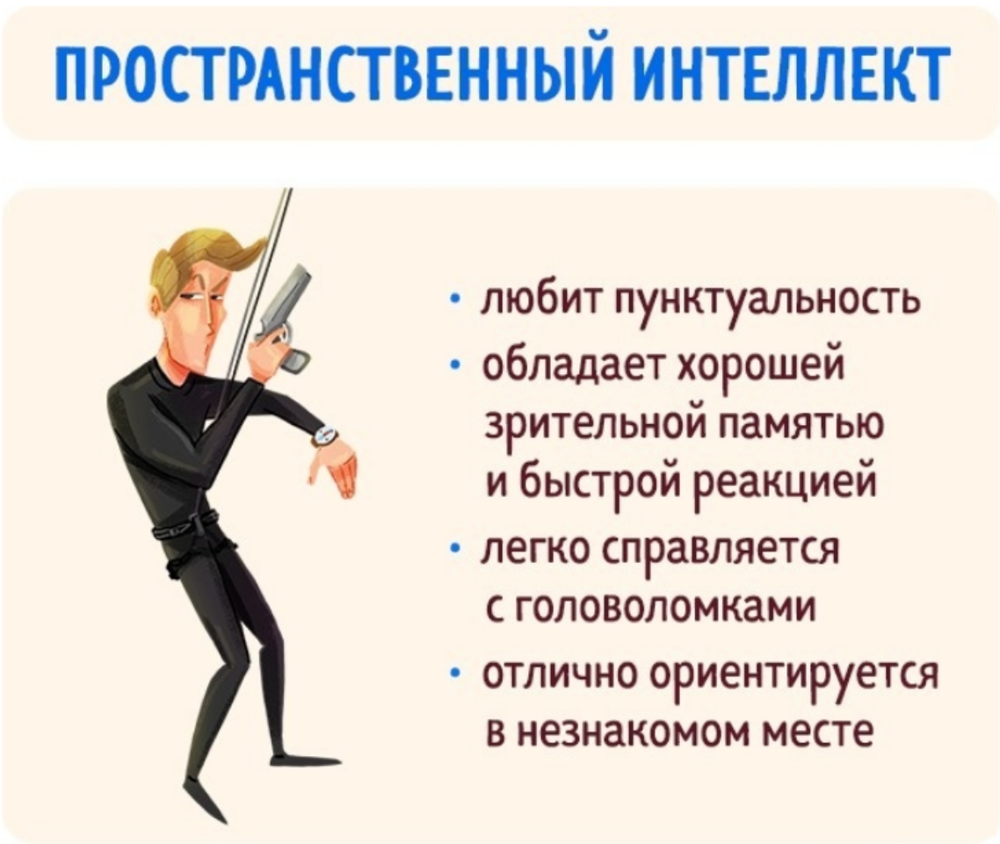 ПРОСТРАНСТВЕННЫЙ ИНТЕЛЛЕКТ
• любит пунктуальность
• обладает хорошей
зрительной памятью
и быстрой реакцией
• легко справляется
с головоломками
• отлично ориентируется
в незнакомом месте